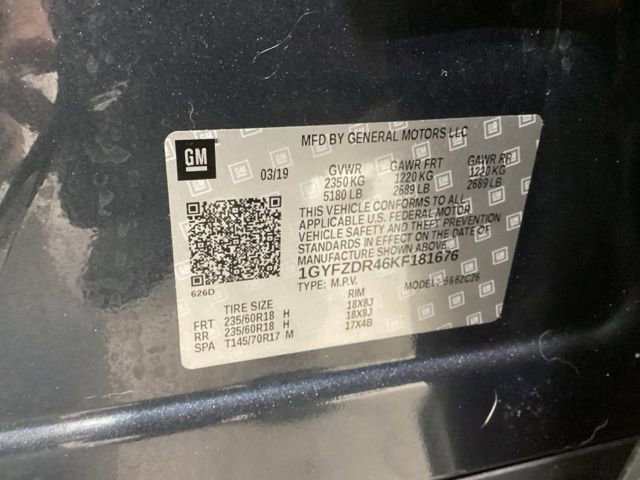 MFD BY GENERAL MOTORS LLC
GM
03/19
GVWR GAWR FRT GAWR RR
2350 KG 1220 KG 1220 KG
5180 LB 2689 LB 2689 LB
THIS VEHICLE CONFORMS TO ALL
APPLICABLE U.S. FEDERAL MOTOR
VEHICLE SAFETY AND THEFT PREVENTION
STANDARDS IN EFFECT ON THE DATE OF
MANUFACTURE SHOWN ABOVE.
1GYFZDR46KF181676
TYPE: M.P.V. MODEL:
626D
TIRE SIZE RIM
FRT 235/60R18 H 18X8J
RR 235/60R18 H 18X8J
SPA T145/70R17 M 17X4B